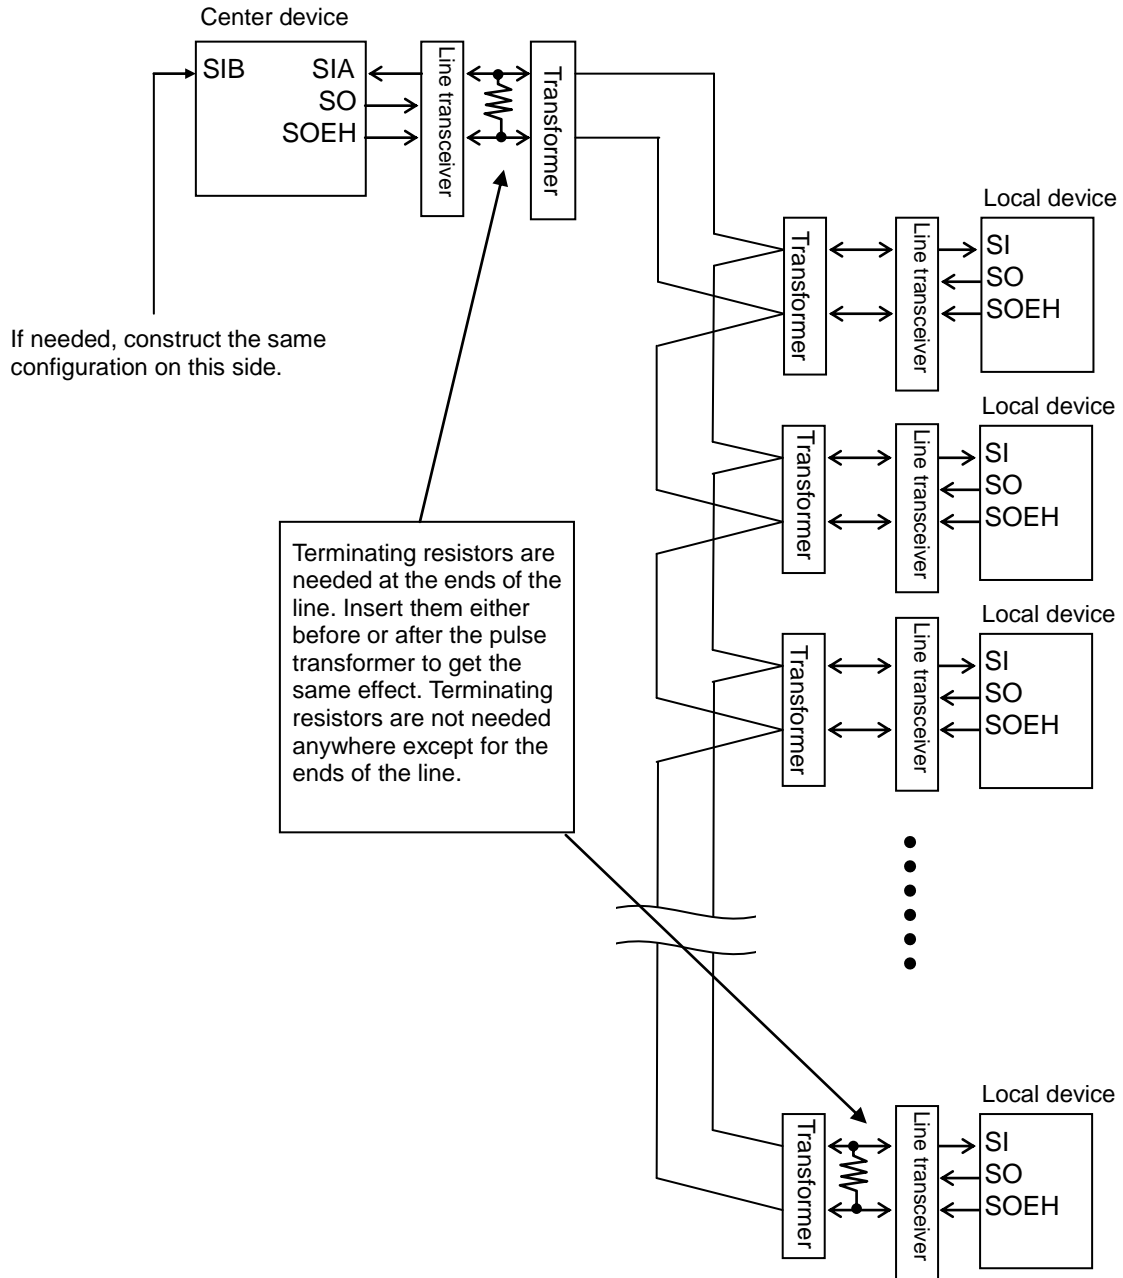 Center device
SIB
SIA
SO
SOEH
Line transceiver
Transformer
If needed, construct the same
configuration on this side.
Local device
Transformer
Line transceiver
SI
SO
SOEH
Local device
Transformer
Line transceiver
SI
SO
SOEH
Terminating resistors are
needed at the ends of the
line. Insert them either
before or after the pulse
transformer to get the
same effect. Terminating
resistors are not needed
anywhere except for the
ends of the line.
Local device
Transformer
Line transceiver
SI
SO
SOEH
Local device
Transformer
Line transceiver
SI
SO
SOEH